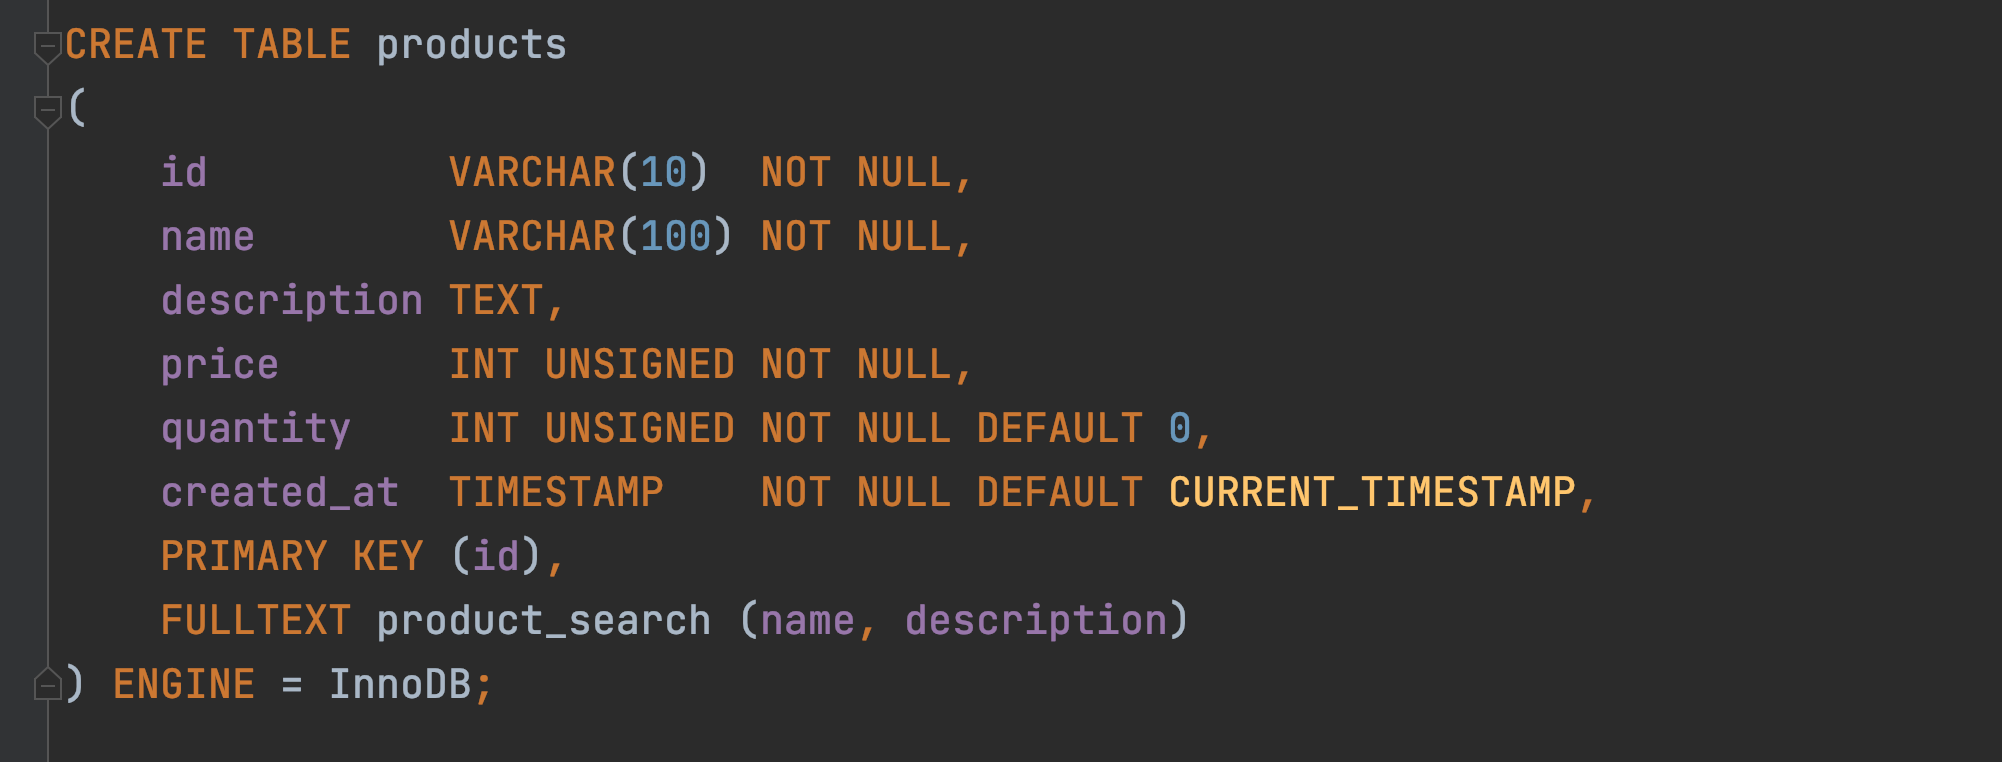 CREATE TABLE products
(
    id          VARCHAR(10)  NOT NULL,
    name        VARCHAR(100) NOT NULL,
    description TEXT,
    price       INT UNSIGNED NOT NULL,
    quantity    INT UNSIGNED NOT NULL DEFAULT 0,
    created_at  TIMESTAMP    NOT NULL DEFAULT CURRENT_TIMESTAMP,
    PRIMARY KEY (id),
    FULLTEXT product_search (name, description)
) ENGINE = InnoDB;